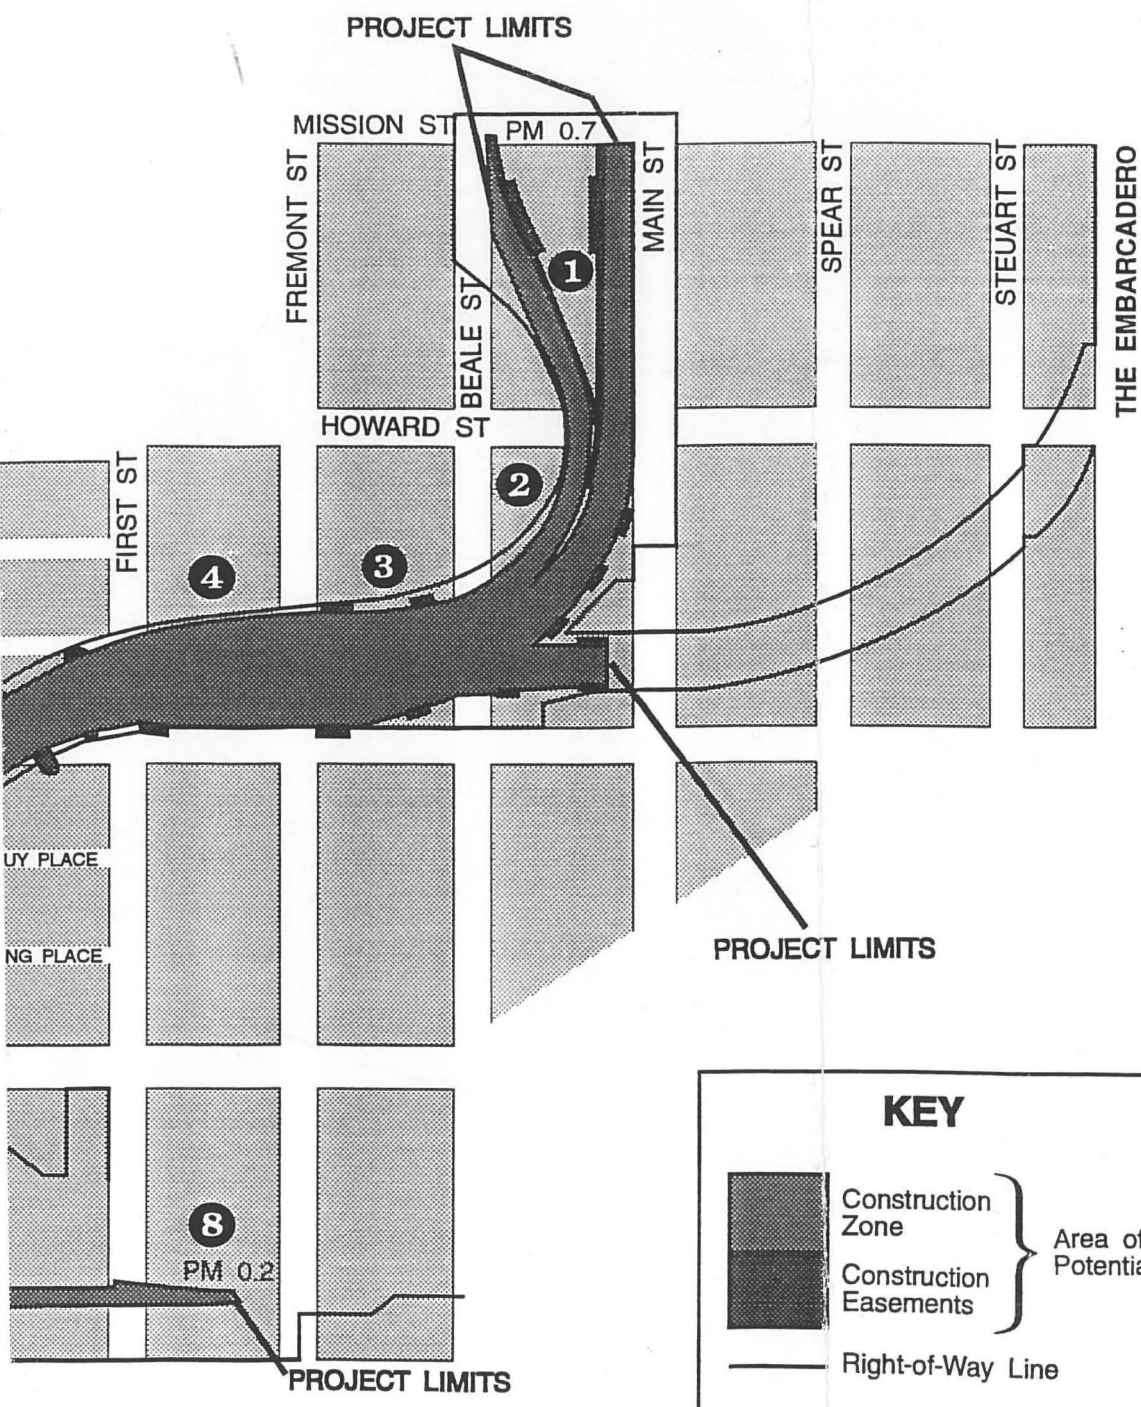 PROJECT LIMITS
MISSION ST
PM 0.7
FREMONT ST
BEALE ST
MAIN ST
SPEAR ST
STEUART ST
THE EMBARCADERO
1
HOWARD ST
2
FIRST ST
3
4
UY PLACE
NG PLACE
PROJECT LIMITS
8
PM 0.2
PROJECT LIMITS
KEY
Construction
Zone
Construction
Easements
Area of
Potentia
Right-of-Way Line